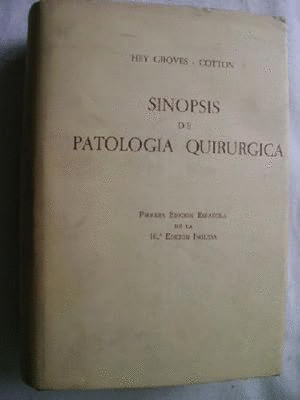 HEY GROVES - COTTON
SINOPSIS
DE
PATOLOGIA QUIRURGICA
PRIMERA EDICION ESPAÑOLA
DE LA
16.ª EDICION INGLESA